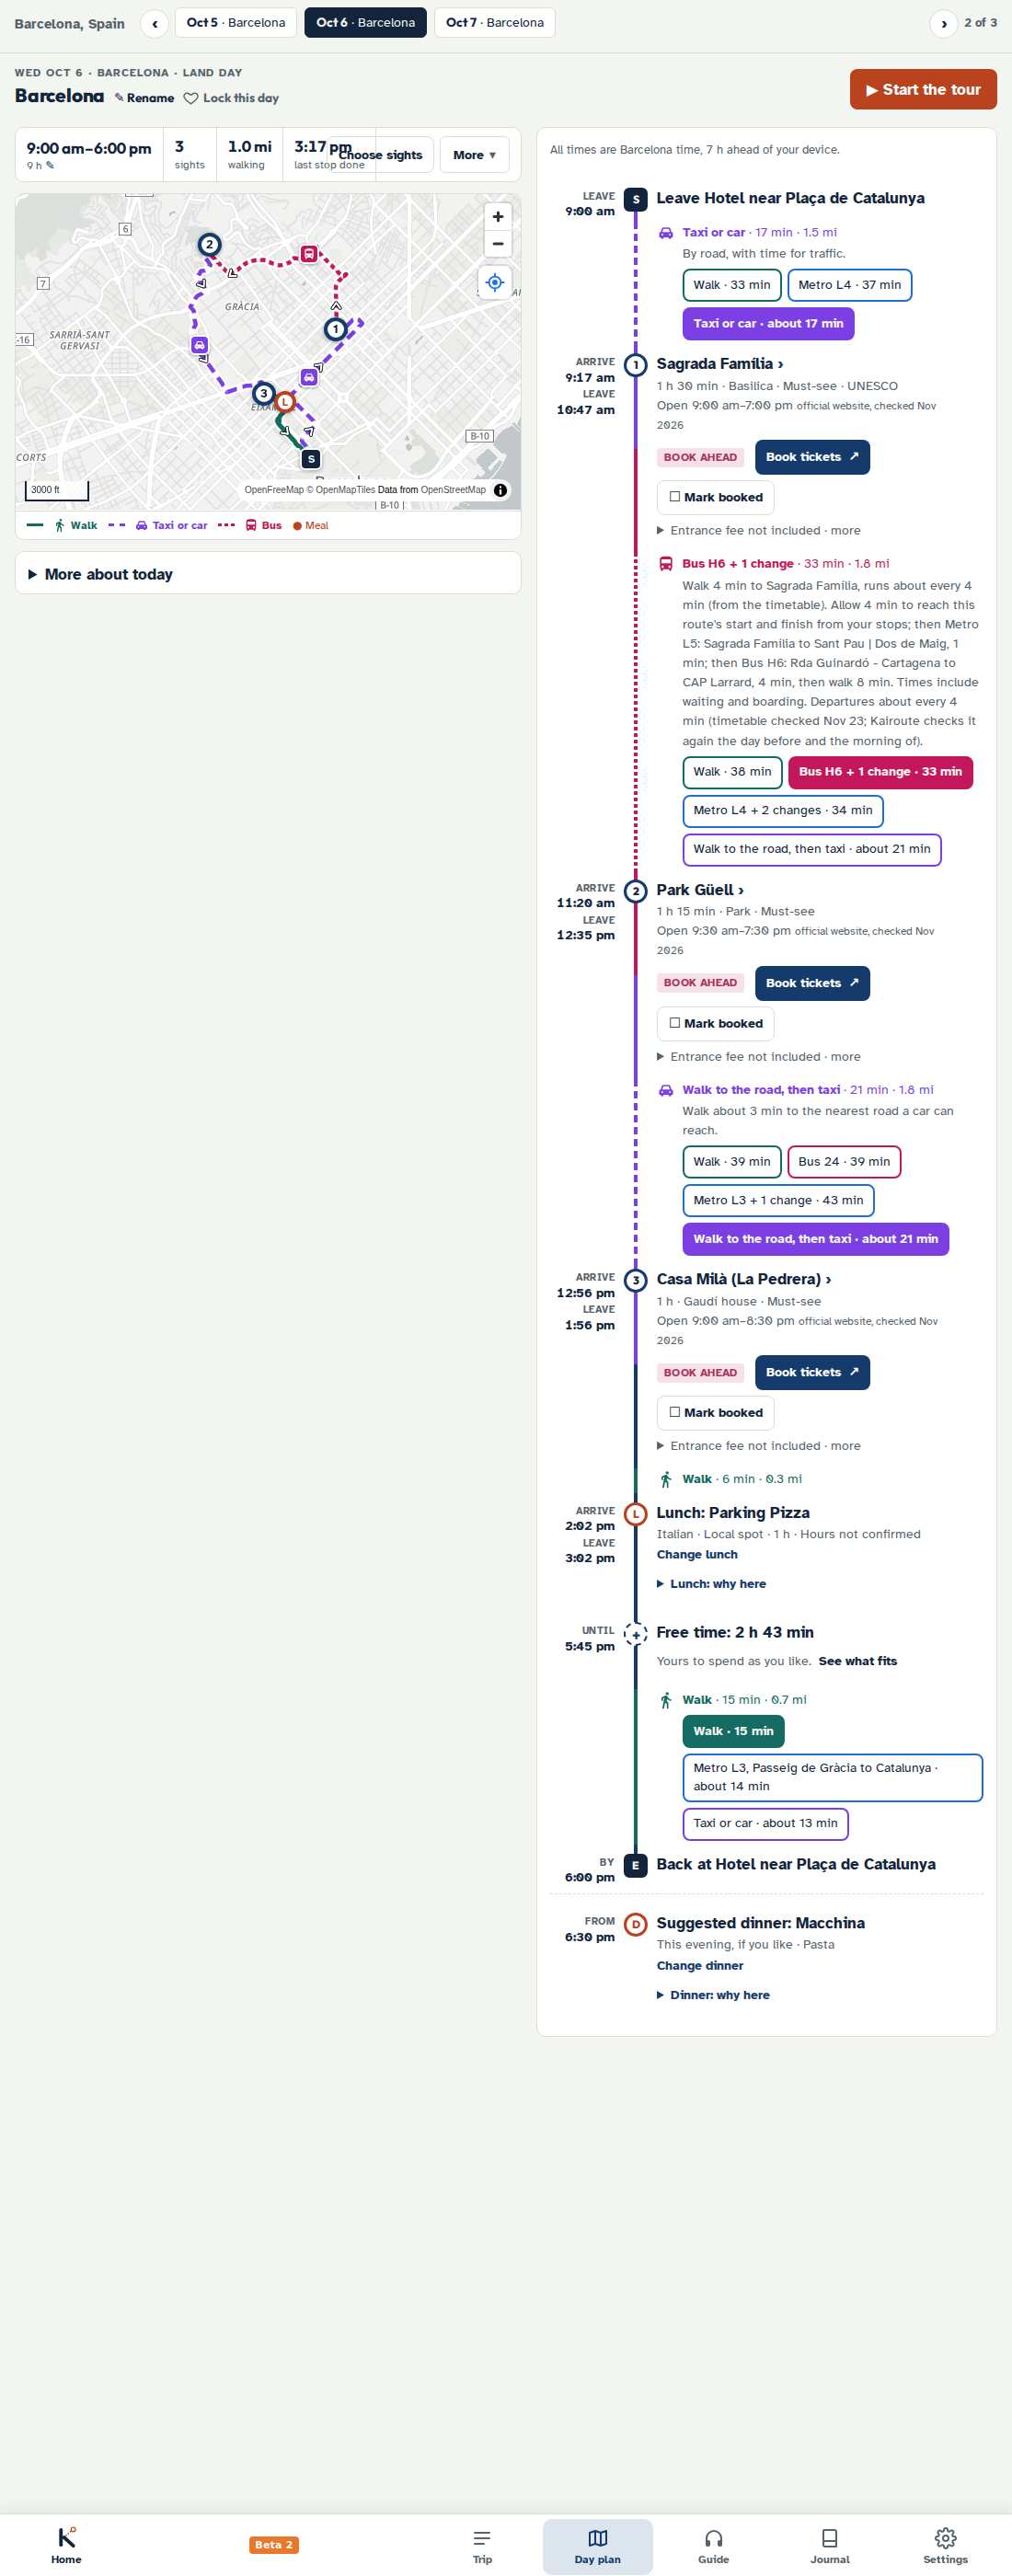 Barcelona, Spain
‹
Oct 5 · Barcelona
Oct 6 · Barcelona
Oct 7 · Barcelona
›
2 of 3
WED OCT 6 · BARCELONA · LAND DAY
Barcelona
✎ Rename
Lock this day
▶ Start the tour
9:00 am–6:00 pm
9 h ✎
3
sights
1.0 mi
walking
3:17 pm
last stop done
Choose sights
More ▾
6
7
-16
SARRIÀ-SANT
GERVASI
GRÀCIA
CORTS
B-10
B-10
2
1
3
L
S
+
−
3000 ft
OpenFreeMap © OpenMapTiles Data from OpenStreetMap
Walk
Taxi or car
Bus
Meal
▶ More about today
All times are Barcelona time, 7 h ahead of your device.
LEAVE
9:00 am
S
Leave Hotel near Plaça de Catalunya
Taxi or car · 17 min · 1.5 mi
By road, with time for traffic.
Walk · 33 min
Metro L4 · 37 min
Taxi or car · about 17 min
ARRIVE
9:17 am
LEAVE
10:47 am
1
Sagrada Família ›
1 h 30 min · Basilica · Must-see · UNESCO
Open 9:00 am–7:00 pm official website, checked Nov
2026
BOOK AHEAD
Book tickets ↗
☐ Mark booked
▶ Entrance fee not included · more
Bus H6 + 1 change · 33 min · 1.8 mi
Walk 4 min to Sagrada Família, runs about every 4
min (from the timetable). Allow 4 min to reach this
route's start and finish from your stops; then Metro
L5: Sagrada Família to Sant Pau | Dos de Maig, 1
min; then Bus H6: Rda Guinardó - Cartagena to
CAP Larrard, 4 min, then walk 8 min. Times include
waiting and boarding. Departures about every 4
min (timetable checked Nov 23; Kairoute checks it
again the day before and the morning of).
Walk · 38 min
Bus H6 + 1 change · 33 min
Metro L4 + 2 changes · 34 min
Walk to the road, then taxi · about 21 min
ARRIVE
11:20 am
LEAVE
12:35 pm
2
Park Güell ›
1 h 15 min · Park · Must-see
Open 9:30 am–7:30 pm official website, checked Nov
2026
BOOK AHEAD
Book tickets ↗
☐ Mark booked
▶ Entrance fee not included · more
Walk to the road, then taxi · 21 min · 1.8 mi
Walk about 3 min to the nearest road a car can
reach.
Walk · 39 min
Bus 24 · 39 min
Metro L3 + 1 change · 43 min
Walk to the road, then taxi · about 21 min
ARRIVE
12:56 pm
LEAVE
1:56 pm
3
Casa Milà (La Pedrera) ›
1 h · Gaudí house · Must-see
Open 9:00 am–8:30 pm official website, checked Nov
2026
BOOK AHEAD
Book tickets ↗
☐ Mark booked
▶ Entrance fee not included · more
Walk · 6 min · 0.3 mi
ARRIVE
2:02 pm
LEAVE
3:02 pm
L
Lunch: Parking Pizza
Italian · Local spot · 1 h · Hours not confirmed
Change lunch
▶ Lunch: why here
UNTIL
5:45 pm
+
Free time: 2 h 43 min
Yours to spend as you like. See what fits
Walk · 15 min · 0.7 mi
Walk · 15 min
Metro L3, Passeig de Gràcia to Catalunya ·
about 14 min
Taxi or car · about 13 min
BY
6:00 pm
E
Back at Hotel near Plaça de Catalunya
FROM
6:30 pm
D
Suggested dinner: Macchina
This evening, if you like · Pasta
Change dinner
▶ Dinner: why here
Home
Beta 2
Trip
Day plan
Guide
Journal
Settings